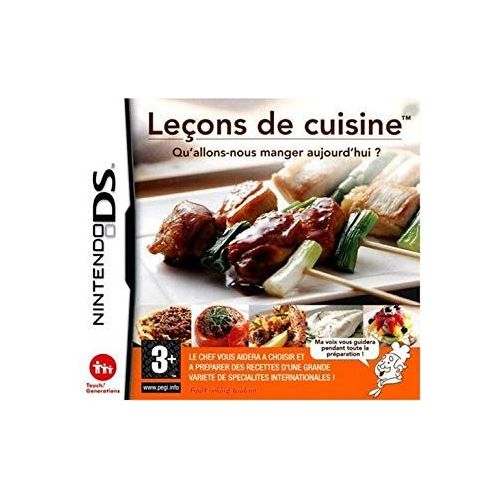 Leçons de cuisine™
Qu'allons-nous manger aujourd'hui ?
NINTENDO DS™
Ma voix vous guidera
pendant toute la
préparation !
3+
www.pegi.info
LE CHEF VOUS AIDERA A CHOISIR ET
A PREPARER DES RECETTES D'UNE GRANDE
VARIETE DE SPECIALITES INTERNATIONALES !
Touch!
Generations